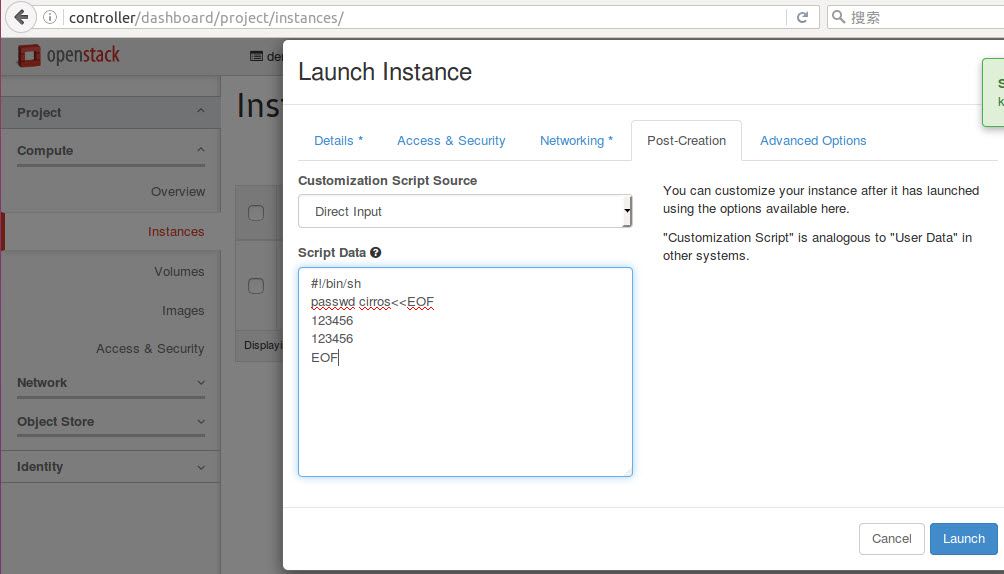 controller/dashboard/project/instances/
搜索
openstack
de
Launch Instance
S
k
Project
Ins
Details *
Access & Security
Networking *
Post-Creation
Advanced Options
Compute
Customization Script Source
You can customize your instance after it has launched
using the options available here.
Overview
Direct Input
Instances
"Customization Script" is analogous to "User Data" in
other systems.
Script Data
Volumes
#!/bin/sh
passwd cirros<<EOF
Images
123456
123456
Access & Security
Displayi
EOF
Network
Object Store
Identity
Cancel
Launch